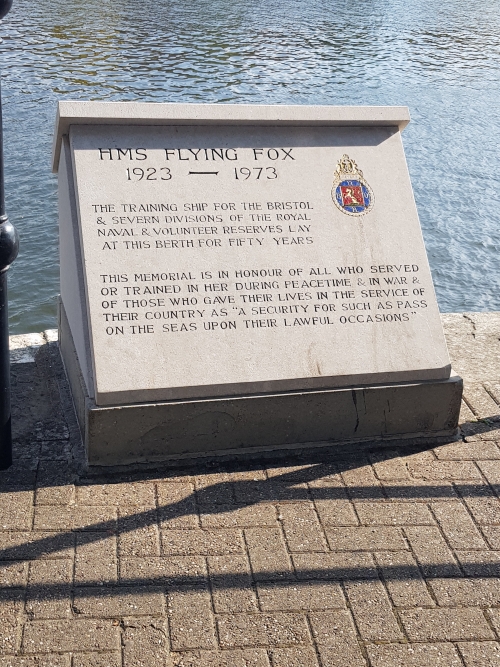 HMS FLYING FOX
1923 — 1973
THE TRAINING SHIP FOR THE BRISTOL
& SEVERN DIVISIONS OF THE ROYAL
NAVAL & VOLUNTEER RESERVES LAY
AT THIS BERTH FOR FIFTY YEARS
THIS MEMORIAL IS IN HONOUR OF ALL WHO SERVED
OR TRAINED IN HER DURING PEACETIME & IN WAR &
OF THOSE WHO GAVE THEIR LIVES IN THE SERVICE OF
THEIR COUNTRY AS "A SECURITY FOR SUCH AS PASS
ON THE SEAS UPON THEIR LAWFUL OCCASIONS"